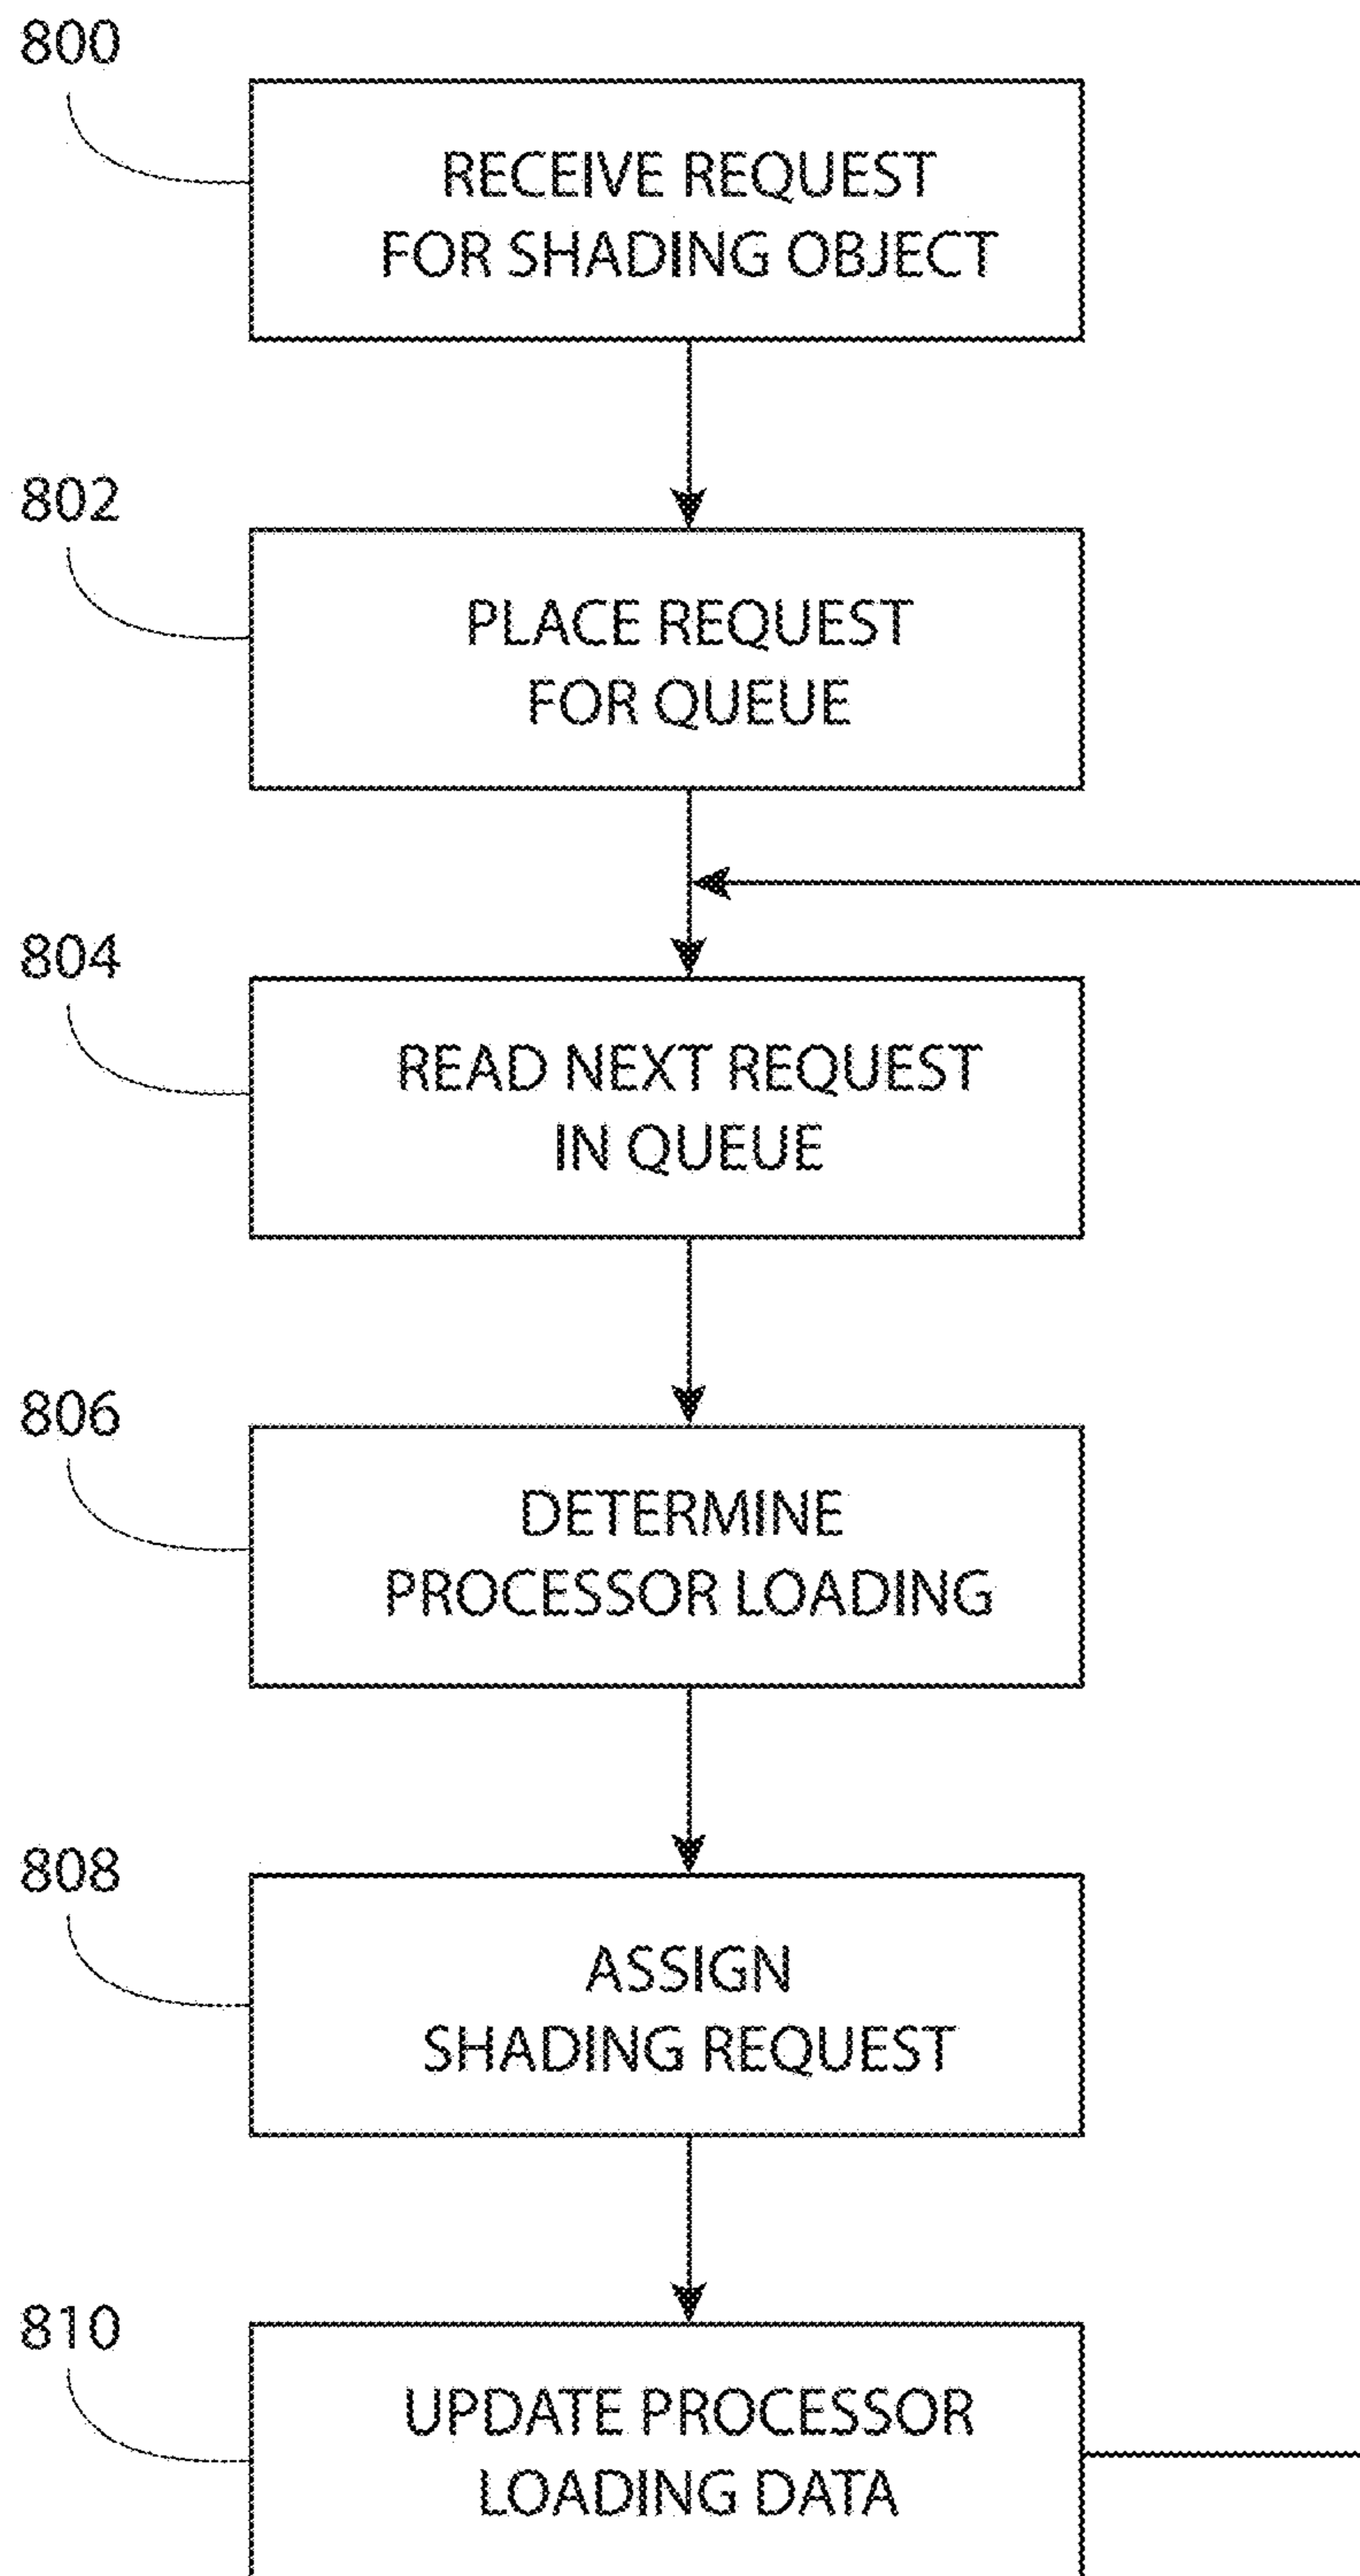 800
RECEIVE REQUEST
FOR SHADING OBJECT
802
PLACE REQUEST
FOR QUEUE
804
READ NEXT REQUEST
IN QUEUE
806
DETERMINE
PROCESSOR LOADING
808
ASSIGN
SHADING REQUEST
810
UPDATE PROCESSOR
LOADING DATA